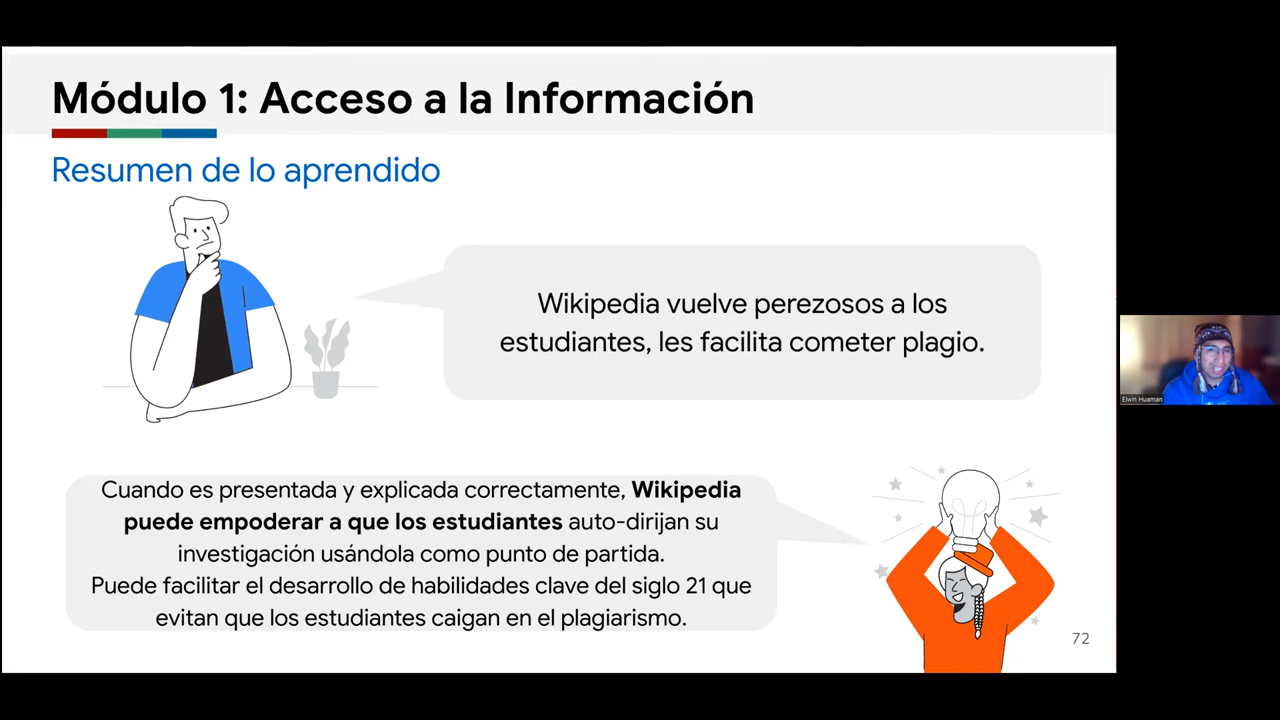 Módulo 1: Acceso a la Información
Resumen de lo aprendido
Wikipedia vuelve perezosos a los
estudiantes, les facilita cometer plagio.
Cuando es presentada y explicada correctamente, Wikipedia
puede empoderar a que los estudiantes auto-dirijan su
investigación usándola como punto de partida.
Puede facilitar el desarrollo de habilidades clave del siglo 21 que
evitan que los estudiantes caigan en el plagiarismo.
72
Elwin Huaman